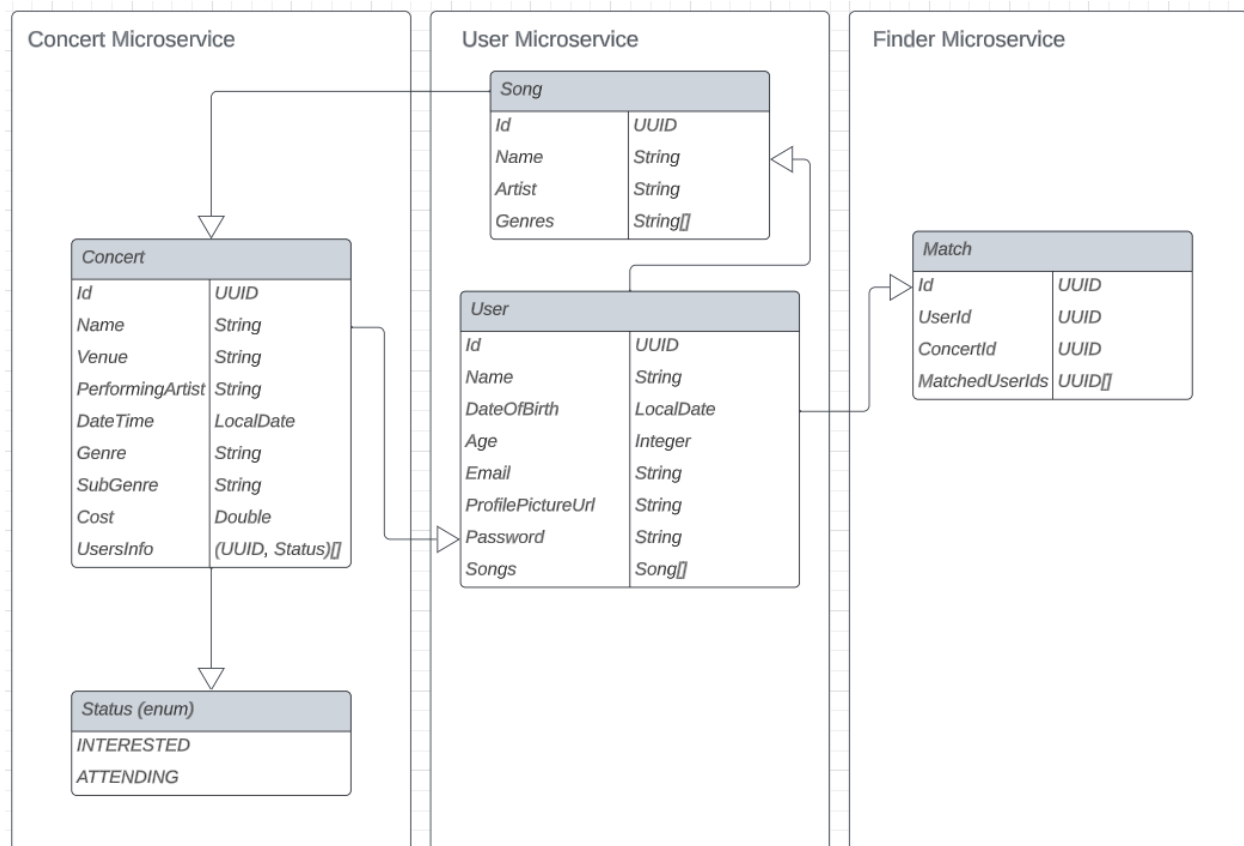 Concert Microservice
User Microservice
Finder Microservice
Song
Id UUID
Name String
Artist String
Genres String[]
Concert
Id UUID
Name String
Venue String
PerformingArtist String
DateTime LocalDate
Genre String
SubGenre String
Cost Double
UsersInfo (UUID, Status)[]
Status (enum)
INTERESTED
ATTENDING
User
Id UUID
Name String
DateOfBirth LocalDate
Age Integer
Email String
ProfilePictureUrl String
Password String
Songs Song[]
Match
Id UUID
UserId UUID
ConcertId UUID
MatchedUserIds UUID[]